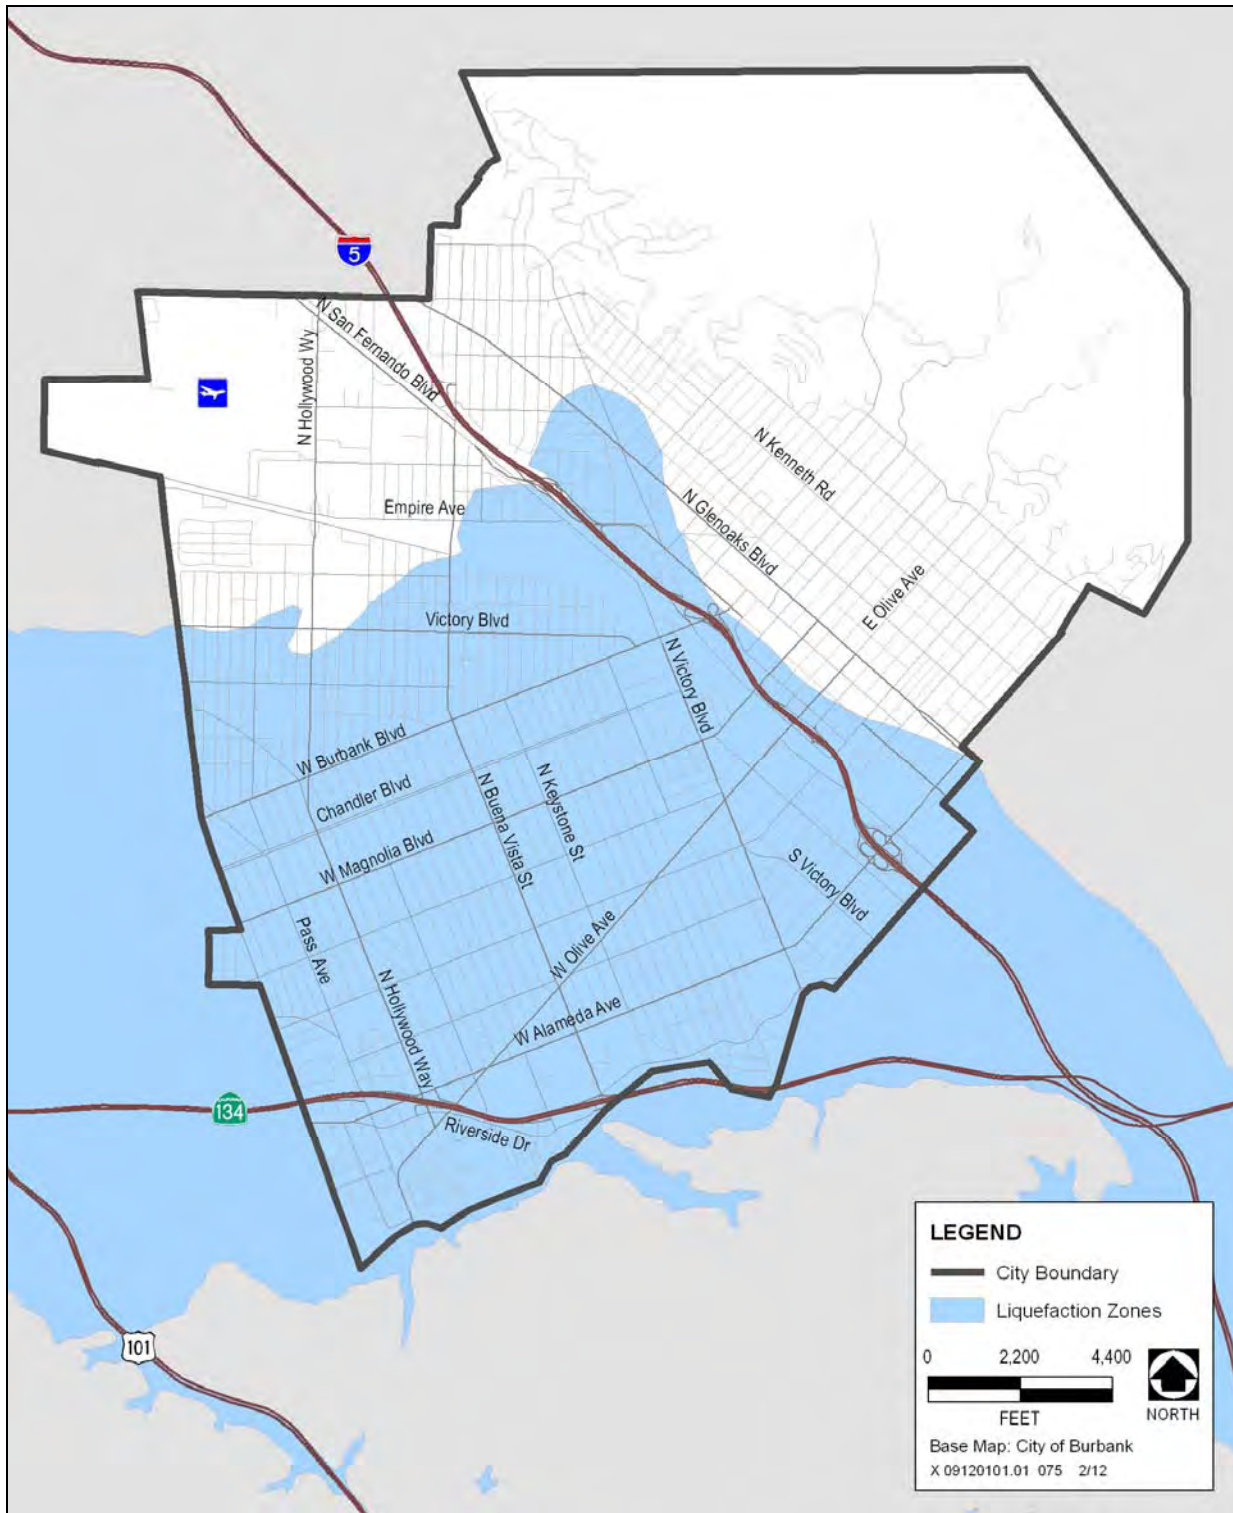 5
N San Fernando Blvd
N Hollywood Wy
N Kenneth Rd
Empire Ave
N Glenoaks Blvd
E Olive Ave
Victory Blvd
N Victory Blvd
W Burbank Blvd
Chandler Blvd
N Buena Vista St
N Keystone St
W Magnolia Blvd
S Victory Blvd
Pass Ave
W Olive Ave
N Hollywood Way
W Alameda Ave
134
Riverside Dr
101
LEGEND
City Boundary
Liquefaction Zones
0 2,200 4,400
FEET
NORTH
Base Map: City of Burbank
X 09120101.01 075 2/12